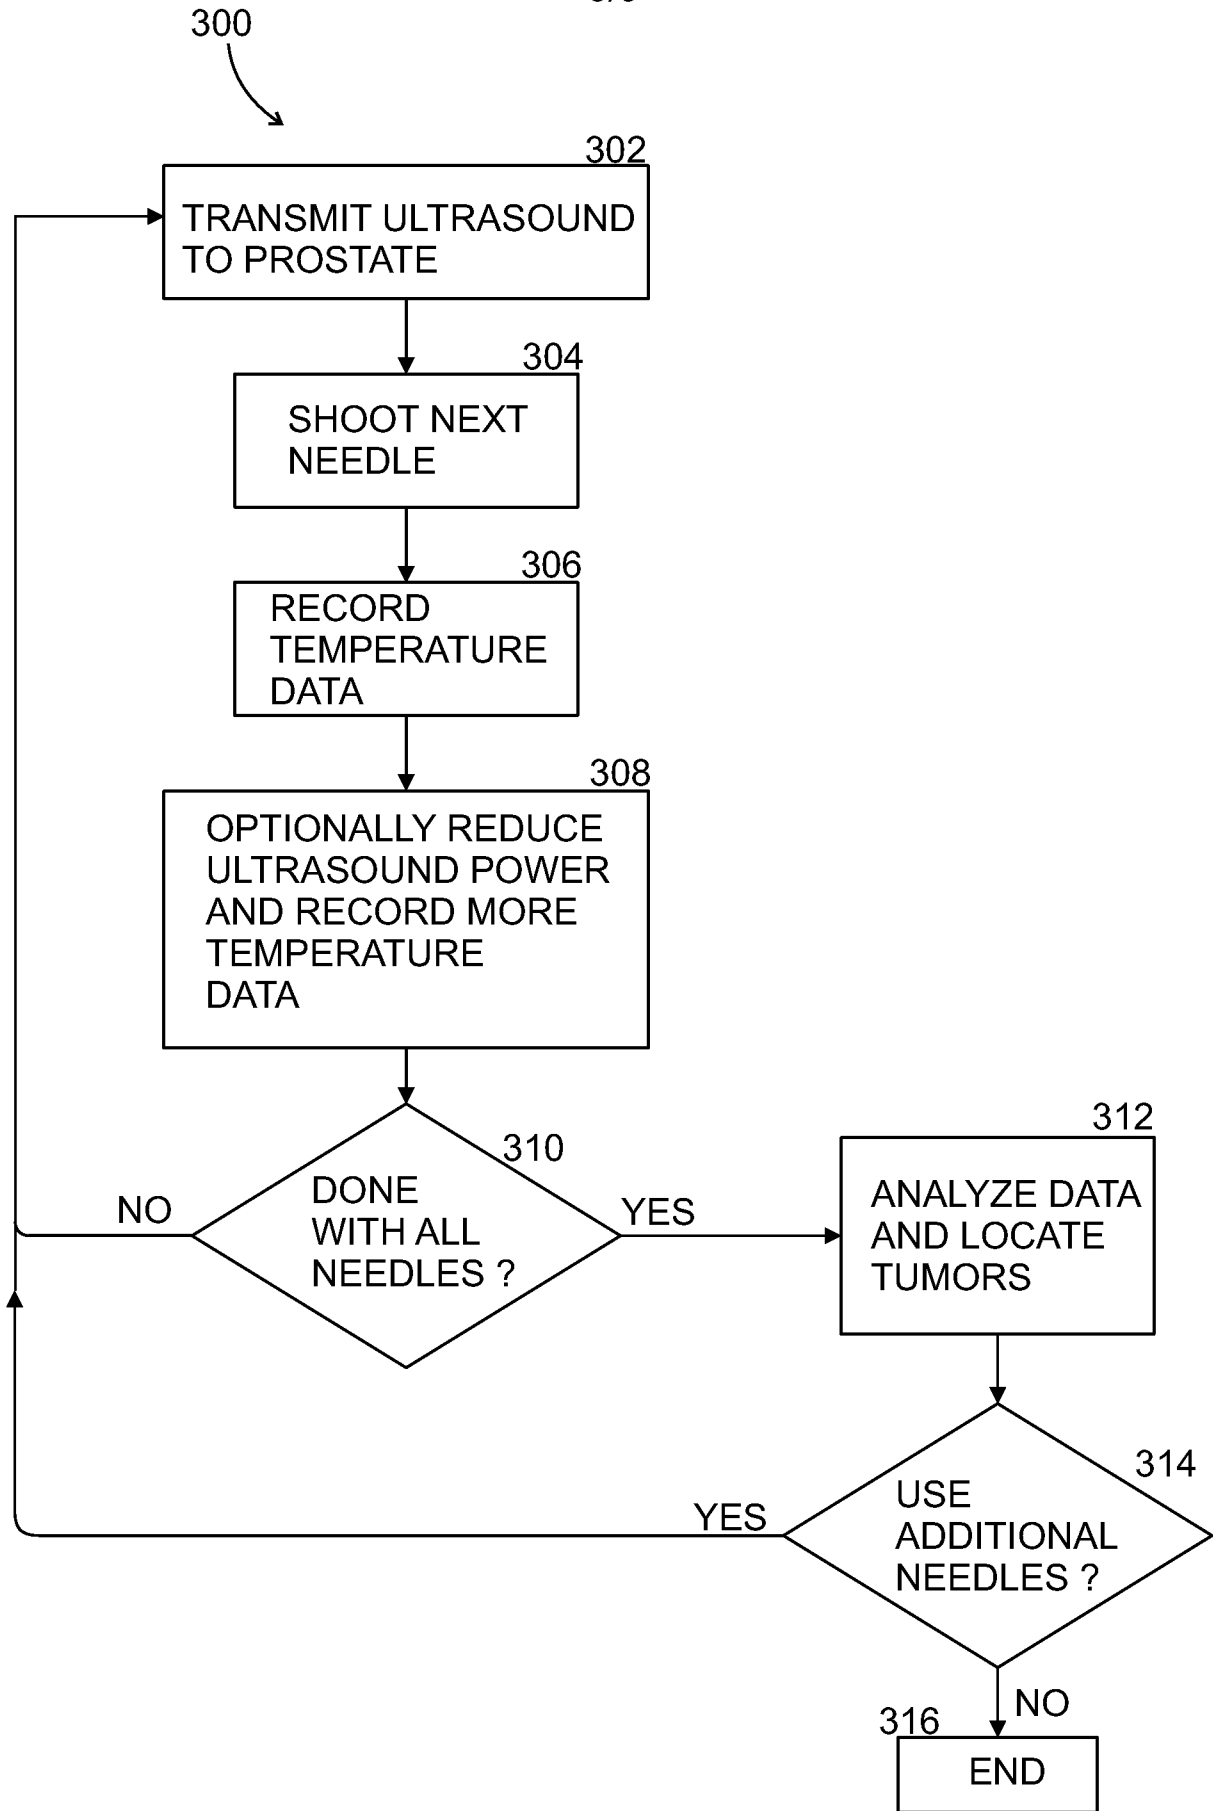 300
302
TRANSMIT ULTRASOUND
TO PROSTATE
304
SHOOT NEXT
NEEDLE
306
RECORD
TEMPERATURE
DATA
308
OPTIONALLY REDUCE
ULTRASOUND POWER
AND RECORD MORE
TEMPERATURE
DATA
310
DONE
WITH ALL
NEEDLES ?
NO
YES
312
ANALYZE DATA
AND LOCATE
TUMORS
314
USE
ADDITIONAL
NEEDLES ?
YES
NO
316
END